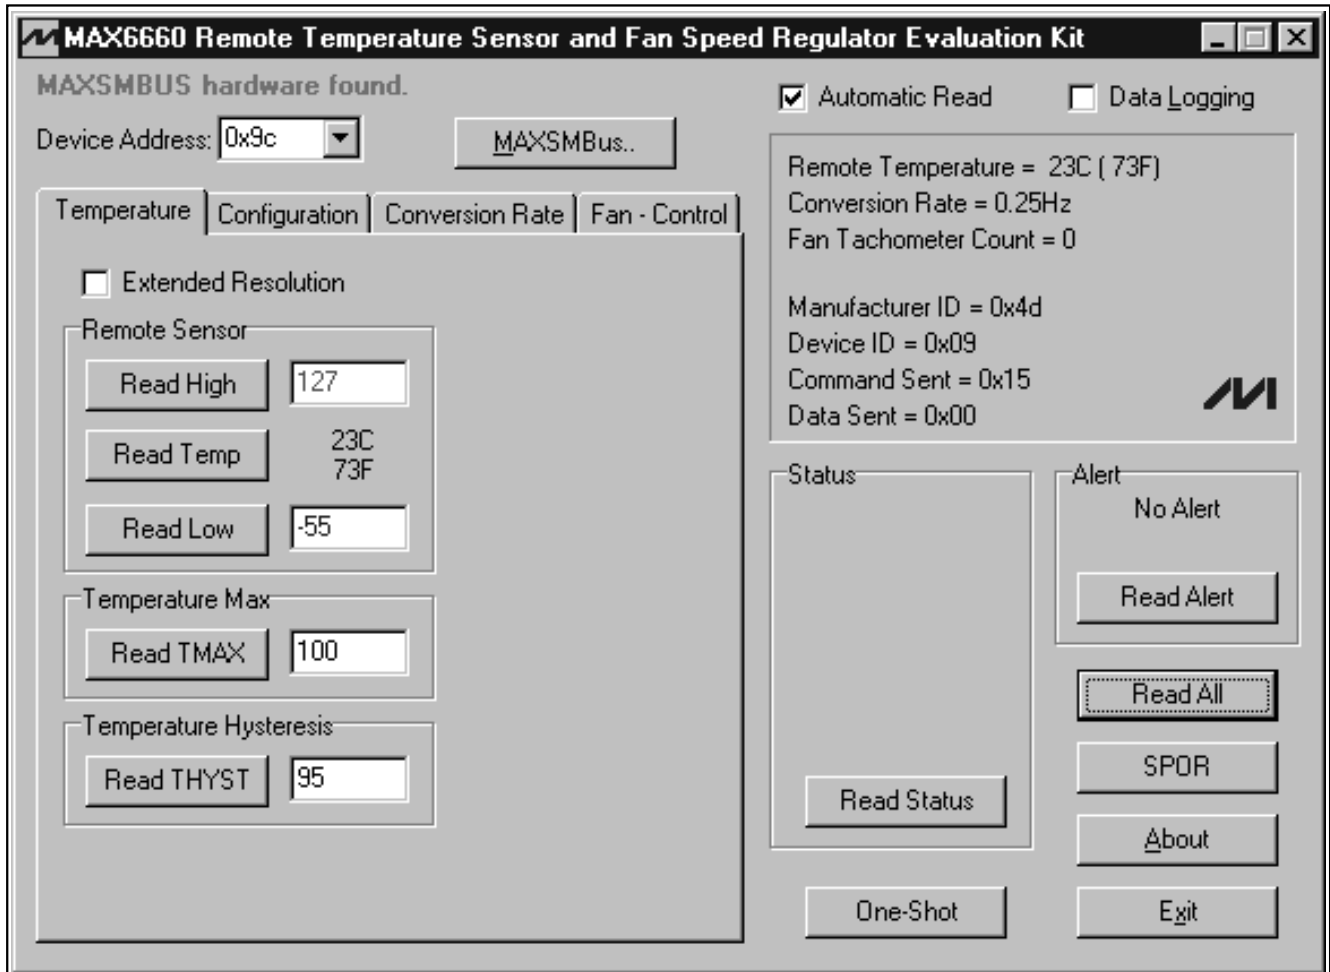 MAX6660 Remote Temperature Sensor and Fan Speed Regulator Evaluation Kit
MAXSMBUS hardware found.
Device Address: 0x9c
MAXSMBus..
Automatic Read
Data Logging
Temperature
Configuration
Conversion Rate
Fan - Control
Extended Resolution
Remote Sensor
Read High 127
Read Temp 23C
73F
Read Low -55
Temperature Max
Read TMAX 100
Temperature Hysteresis
Read THYST 95
Remote Temperature = 23C ( 73F)
Conversion Rate = 0.25Hz
Fan Tachometer Count = 0
Manufacturer ID = 0x4d
Device ID = 0x09
Command Sent = 0x15
Data Sent = 0x00
Status
Read Status
One-Shot
Alert
No Alert
Read Alert
Read All
SPOR
About
Exit